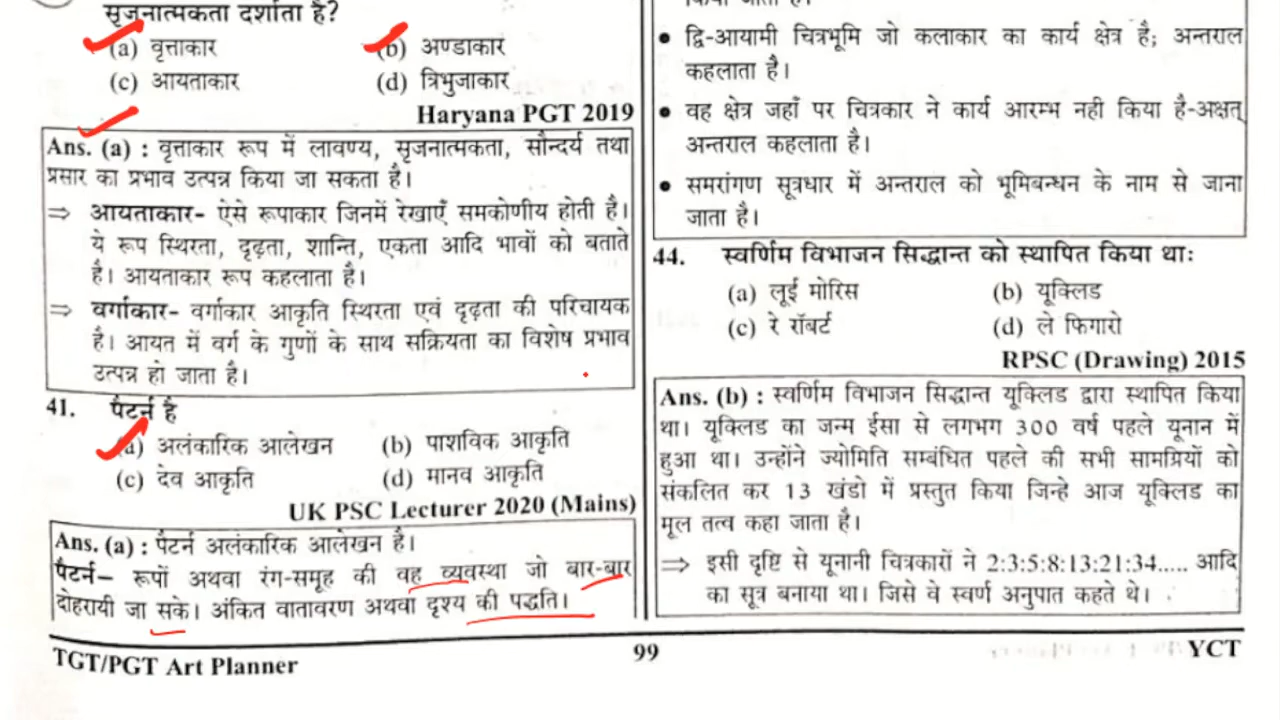 सृजनात्मकता दर्शाता है?
(a) वृत्ताकार (b) अण्डाकार
(c) आयताकार (d) त्रिभुजाकार
Haryana PGT 2019
Ans. (a) : वृत्ताकार रूप में लावण्य, सृजनात्मकता, सौन्दर्य तथा
प्रसार का प्रभाव उत्पन्न किया जा सकता है।
⇒ आयताकार- ऐसे रूपाकार जिनमें रेखाएँ समकोणीय होती है।
ये रूप स्थिरता, दृढ़ता, शान्ति, एकता आदि भावों को बताते
है। आयताकार रूप कहलाता है।
⇒ वर्गाकार- वर्गाकार आकृति स्थिरता एवं दृढ़ता की परिचायक
है। आयत में वर्ग के गुणों के साथ सक्रियता का विशेष प्रभाव
उत्पन्न हो जाता है।
41. पैटर्न है
(a) अलंकारिक आलेखन (b) पाशविक आकृति
(c) देव आकृति (d) मानव आकृति
UK PSC Lecturer 2020 (Mains)
Ans. (a) : पैटर्न अलंकारिक आलेखन है।
पैटर्न– रूपों अथवा रंग-समूह की वह व्यवस्था जो बार-बार
दोहरायी जा सके। अंकित वातावरण अथवा दृश्य की पद्धति।
● द्वि-आयामी चित्रभूमि जो कलाकार का कार्य क्षेत्र है; अन्तराल
कहलाता है।
● वह क्षेत्र जहाँ पर चित्रकार ने कार्य आरम्भ नही किया है-अक्षत्
अन्तराल कहलाता है।
● समरांगण सूत्रधार में अन्तराल को भूमिबन्धन के नाम से जाना
जाता है।
44. स्वर्णिम विभाजन सिद्धान्त को स्थापित किया थाः
(a) लूई मोरिस (b) यूक्लिड
(c) रे रॉबर्ट (d) ले फिगारो
RPSC (Drawing) 2015
Ans. (b) : स्वर्णिम विभाजन सिद्धान्त यूक्लिड द्वारा स्थापित किया
था। यूक्लिड का जन्म ईसा से लगभग 300 वर्ष पहले यूनान में
हुआ था। उन्होंने ज्योमिति सम्बंधित पहले की सभी सामग्रियों को
संकलित कर 13 खंडो में प्रस्तुत किया जिन्हे आज यूक्लिड का
मूल तत्व कहा जाता है।
⇒ इसी दृष्टि से यूनानी चित्रकारों ने 2:3:5:8:13:21:34..... आदि
का सूत्र बनाया था। जिसे वे स्वर्ण अनुपात कहते थे।
TGT/PGT Art Planner 99 YCT